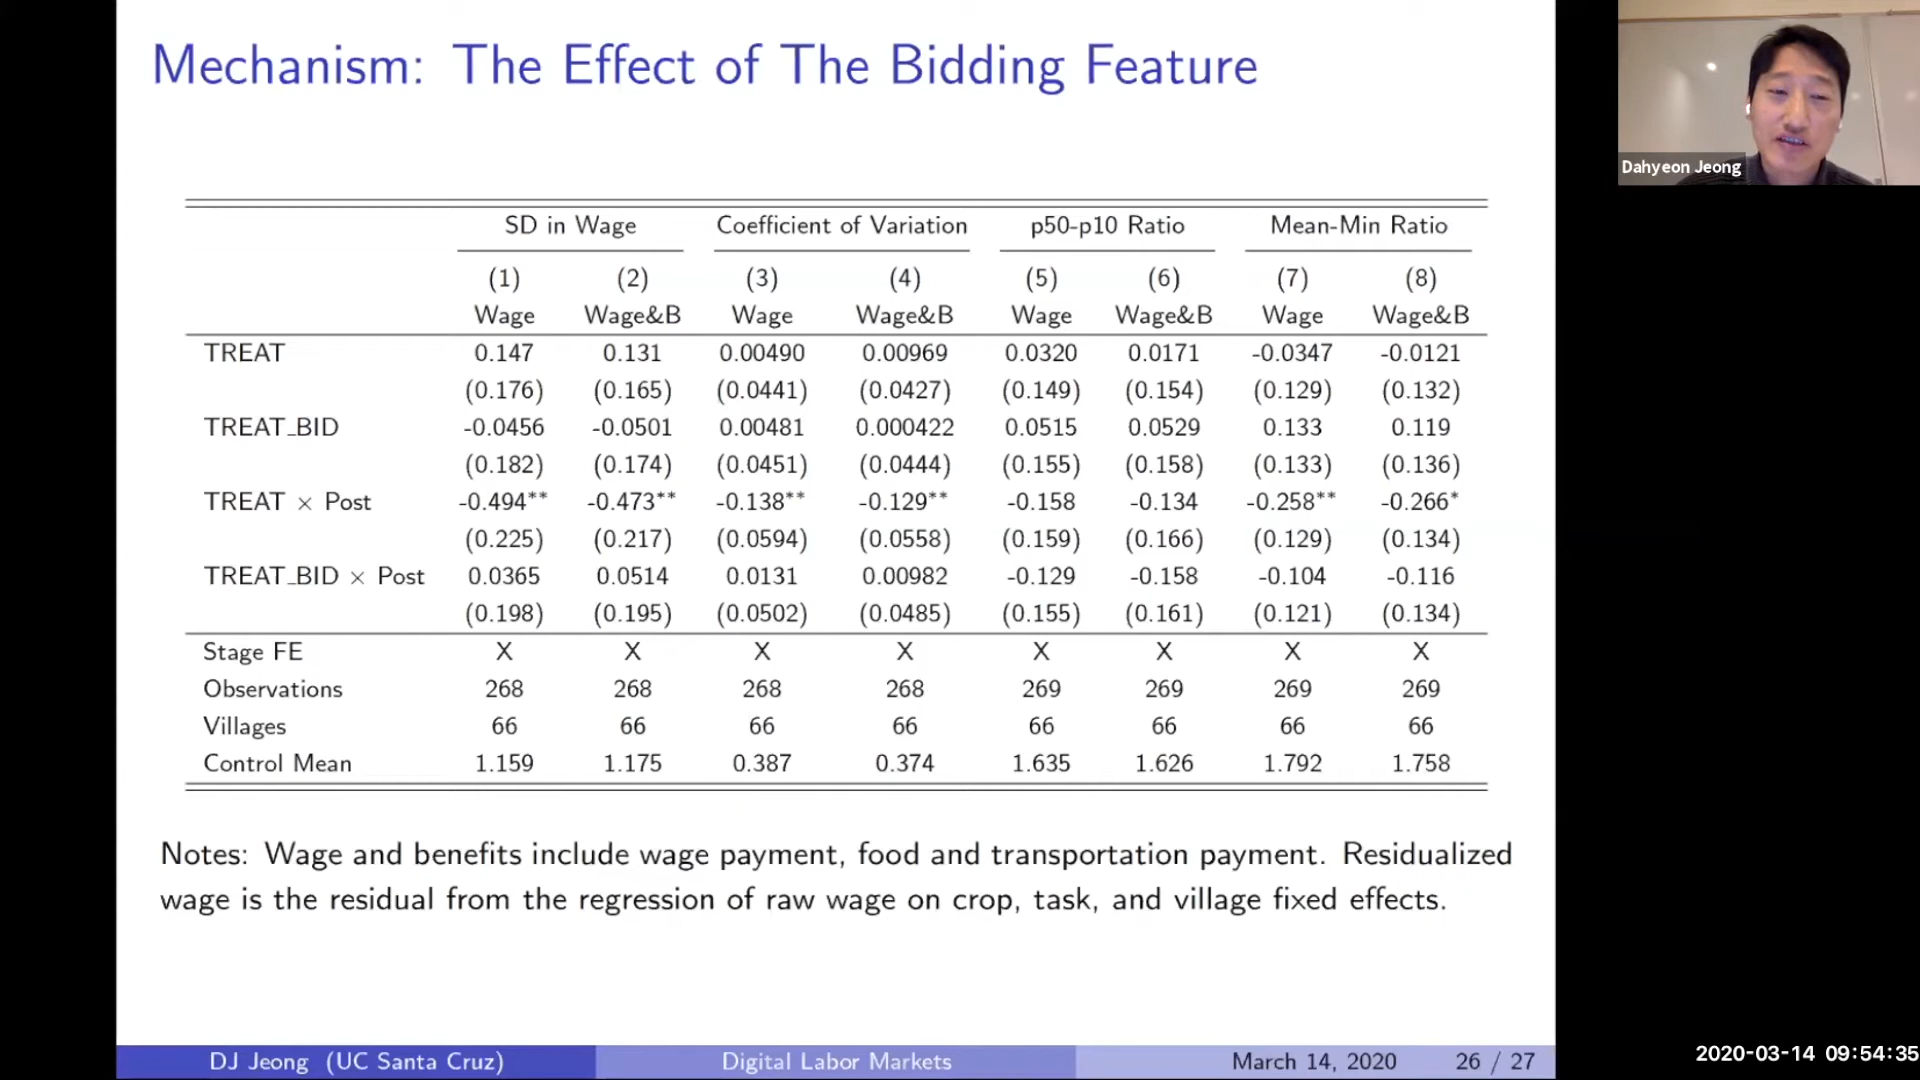 Mechanism: The Effect of The Bidding Feature
SD in Wage Coefficient of Variation p50-p10 Ratio Mean-Min Ratio
(1) (2) (3) (4) (5) (6) (7) (8)
Wage Wage&B Wage Wage&B Wage Wage&B Wage Wage&B
TREAT 0.147 0.131 0.00490 0.00969 0.0320 0.0171 -0.0347 -0.0121
(0.176) (0.165) (0.0441) (0.0427) (0.149) (0.154) (0.129) (0.132)
TREAT_BID -0.0456 -0.0501 0.00481 0.000422 0.0515 0.0529 0.133 0.119
(0.182) (0.174) (0.0451) (0.0444) (0.155) (0.158) (0.133) (0.136)
TREAT × Post -0.494** -0.473** -0.138** -0.129** -0.158 -0.134 -0.258** -0.266*
(0.225) (0.217) (0.0594) (0.0558) (0.159) (0.166) (0.129) (0.134)
TREAT_BID × Post 0.0365 0.0514 0.0131 0.00982 -0.129 -0.158 -0.104 -0.116
(0.198) (0.195) (0.0502) (0.0485) (0.155) (0.161) (0.121) (0.134)
Stage FE X X X X X X X X
Observations 268 268 268 268 269 269 269 269
Villages 66 66 66 66 66 66 66 66
Control Mean 1.159 1.175 0.387 0.374 1.635 1.626 1.792 1.758
Notes: Wage and benefits include wage payment, food and transportation payment. Residualized
wage is the residual from the regression of raw wage on crop, task, and village fixed effects.
DJ Jeong (UC Santa Cruz) Digital Labor Markets March 14, 2020 26 / 27
Dahyeon Jeong
2020-03-14 09:54:35